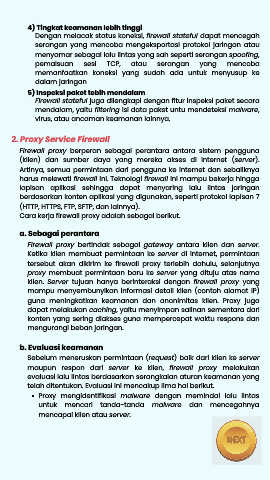 4) Tingkat keamanan lebih tinggi
Dengan melacak status koneksi, firewall stateful dapat mencegah
serangan yang mencoba mengeksportasi protokol jaringan atau
menyamar sebagai lalu lintas yang sah seperti serangan spoofing,
pemalsuan sesi TCP, atau serangan yang mencoba
memanfaatkan koneksi yang sudah ada untuk menyusup ke
dalam jaringan
5) Inspeksi paket lebih mendalam
Firewall stateful juga dilengkapi dengan fitur inspeksi paket secara
mendalam, yaitu filtering isi data paket untu mendeteksi malware,
virus, atau ancaman keamanan lainnya.
2. Proxy Service Firewall
Firewall proxy berperan sebagai perantara antara sistem pengguna
(klien) dan sumber daya yang mereka akses di internet (server).
Artinya, semua permintaan dari pengguna ke internet dan sebaliknya
harus melewati firewall ini. Teknologi firewall ini mampu bekerja hingga
lapisan aplikasi sehingga dapat menyaring lalu lintas jaringan
berdasarkan konten aplikasi yang digunakan, seperti protokol lapisan 7
(HTTP, HTTPS, FTP, SFTP, dan lainnya).
Cara kerja firewall proxy adalah sebagai berikut.
a. Sebagai perantara
Firewall proxy bertindak sebagai gateway antara klien dan server.
Ketika klien membuat permintaan ke server di internet, permintaan
tersebut akan dikirim ke firewall proxy terlebih dahulu, selanjutnya
proxy membuat permintaan baru ke server yang dituju atas nama
klien. Server tujuan hanya berinteraksi dengan firewall proxy yang
mampu menyembunyikan informasi detail klien (contoh alamat IP)
guna meningkatkan keamanan dan anonimitas klien. Proxy juga
dapat melakukan caching, yaitu menyimpan salinan sementara dari
konten yang sering diakses guna mempercepat waktu respons dan
mengurangi beban jaringan.
b. Evaluasi keamanan
Sebelum meneruskan permintaan (request) baik dari klien ke server
maupun respon dari server ke klien, firewall proxy melakukan
evaluasi lalu lintas berdasarkan serangkaian aturan keamanan yang
telah ditentukan. Evaluasi ini mencakup lima hal berikut.
• Proxy mengidentifikasi malware dengan memindai lalu lintas
untuk mencari tanda-tanda malware dan mencegahnya
mencapai klien atau server.
NEXT